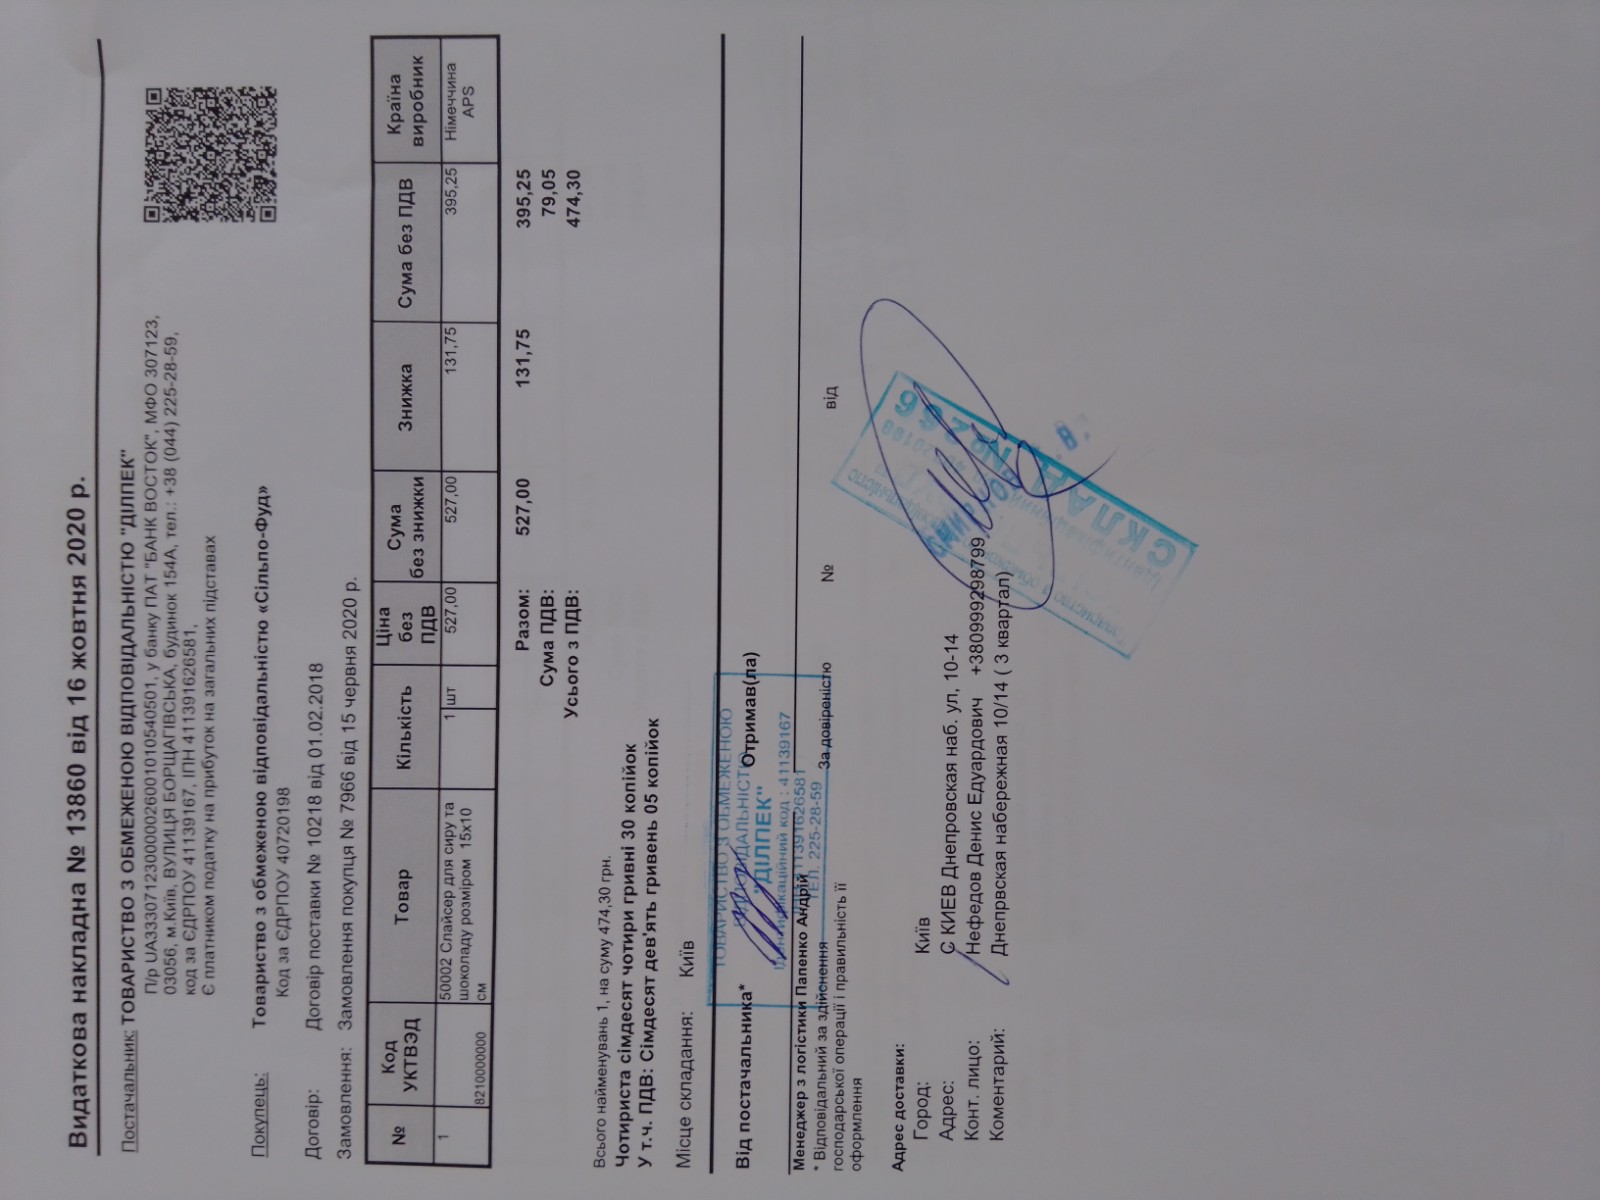 Видаткова накладна № 13860 від 16 жовтня 2020 р.
Постачальник: ТОВАРИСТВО З ОБМЕЖЕНОЮ ВІДПОВІДАЛЬНІСТЮ "ДІЛПЕК"
П/р UA333071230000026001010540501, у банку ПАТ "БАНК ВОСТОК", МФО 307123,
03056, м.Київ, ВУЛИЦЯ БОРЩАГІВСЬКА, будинок 154А, тел.: +38 (044) 225-28-59,
код за ЄДРПОУ 41139167, ІПН 411391626581,
Є платником податку на прибуток на загальних підставах
Покупець: Товариство з обмеженою відповідальністю «Сільпо-Фуд»
Код за ЄДРПОУ 40720198
Договір: Договір поставки № 10218 від 01.02.2018
Замовлення: Замовлення покупця № 7966 від 15 червня 2020 р.
№ Код УКТВЭД Товар Кількість Ціна без ПДВ Сума без знижки Знижка Сума без ПДВ Країна виробник
1 8210000000 50002 Слайсер для сиру та шоколаду розміром 15х10 см 1 шт 527,00 527,00 131,75 395,25 Німеччина APS
Разом: 527,00 131,75 395,25
Сума ПДВ: 79,05
Усього з ПДВ: 474,30
Всього найменувань 1, на суму 474,30 грн.
Чотириста сімдесят чотири гривні 30 копійок
У т.ч. ПДВ: Сімдесят дев'ять гривень 05 копійок
Місце складання: Київ
Від постачальника* Отримав(ла)
ТОВАРИСТВО З ОБМЕЖЕНОЮ
ВІДПОВІДАЛЬНІСТЮ
"ДІЛПЕК"
Ідентифікаційний код : 41139167
411391626581
ТЕЛ. 225-28-59
Менеджер з логістики Папенко Андрій
* Відповідальний за здійснення
господарської операції і правильність її
оформлення
За довіреністю № від
Адрес доставки:
Город: Київ
Адрес: С КИЕВ Днепровская наб. ул, 10-14
Конт. лицо: Нефедов Денис Едуардович +380999298799
Коментарий: Днепрвская набережная 10/14 ( 3 квартал)
СКЛАД №226